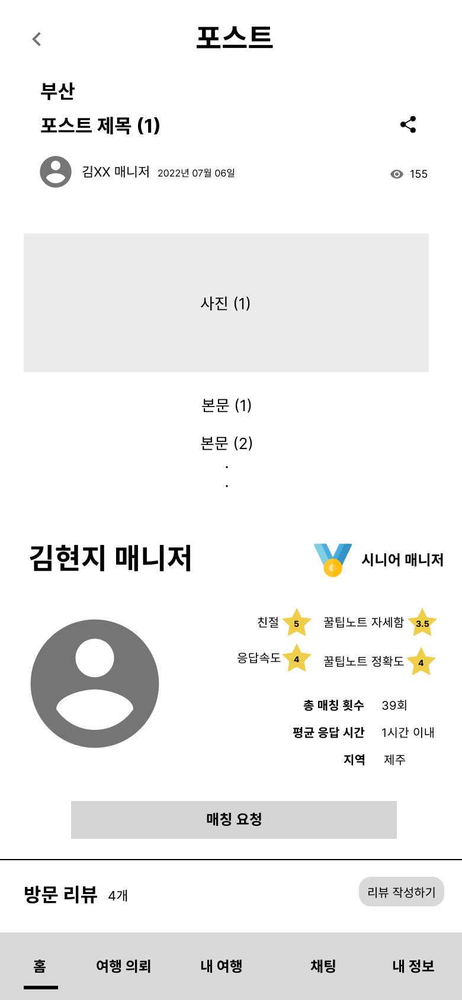 포스트
부산
포스트 제목 (1)
김XX 매니저 2022년 07월 06일 155
사진 (1)
본문 (1)
본문 (2)
.
.
김현지 매니저 시니어 매니저
친절 5 꿀팁노트 자세함 3.5
응답속도 4 꿀팁노트 정확도 4
총 매칭 횟수 39회
평균 응답 시간 1시간 이내
지역 제주
매칭 요청
방문 리뷰 4개 리뷰 작성하기
홈 여행 의뢰 내 여행 채팅 내 정보